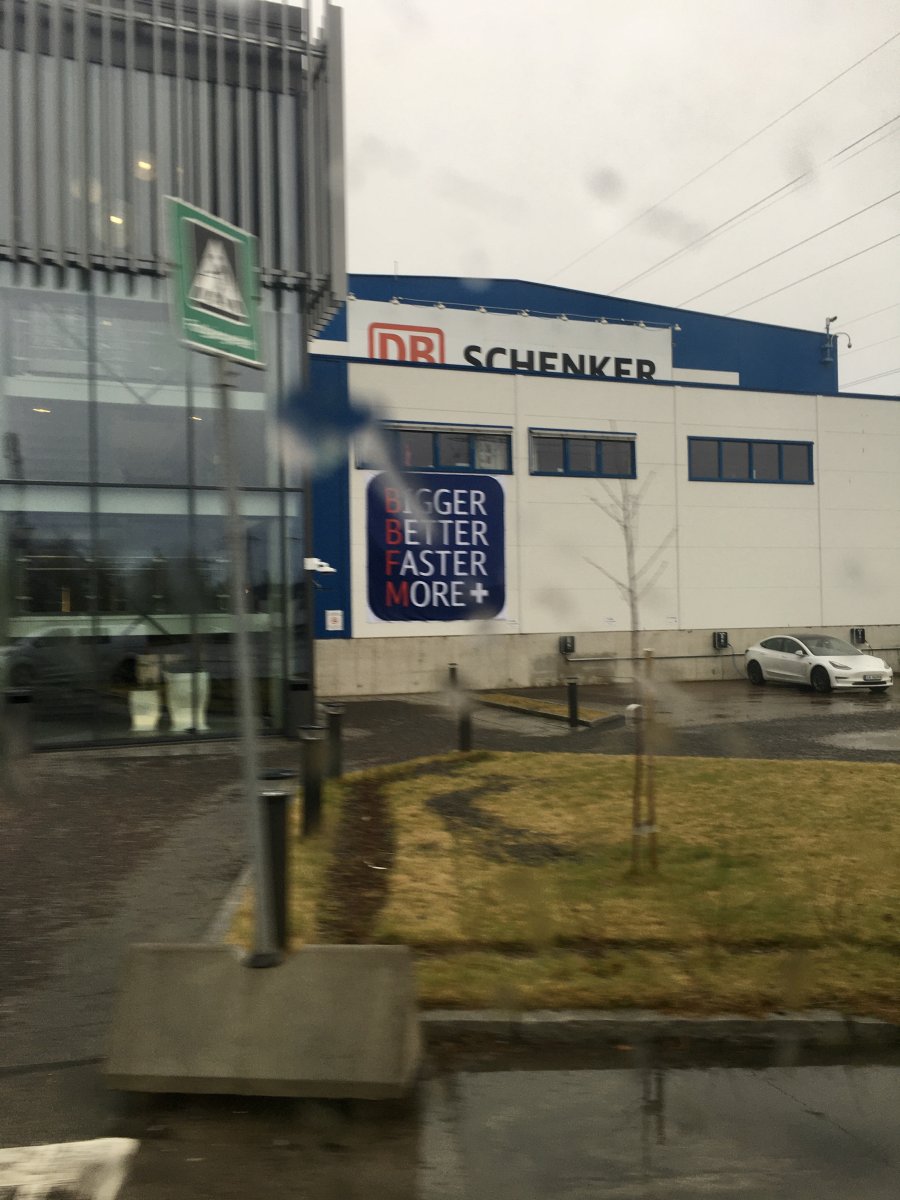 DB SCHENKER
BIGGER
BETTER
FASTER
MORE+